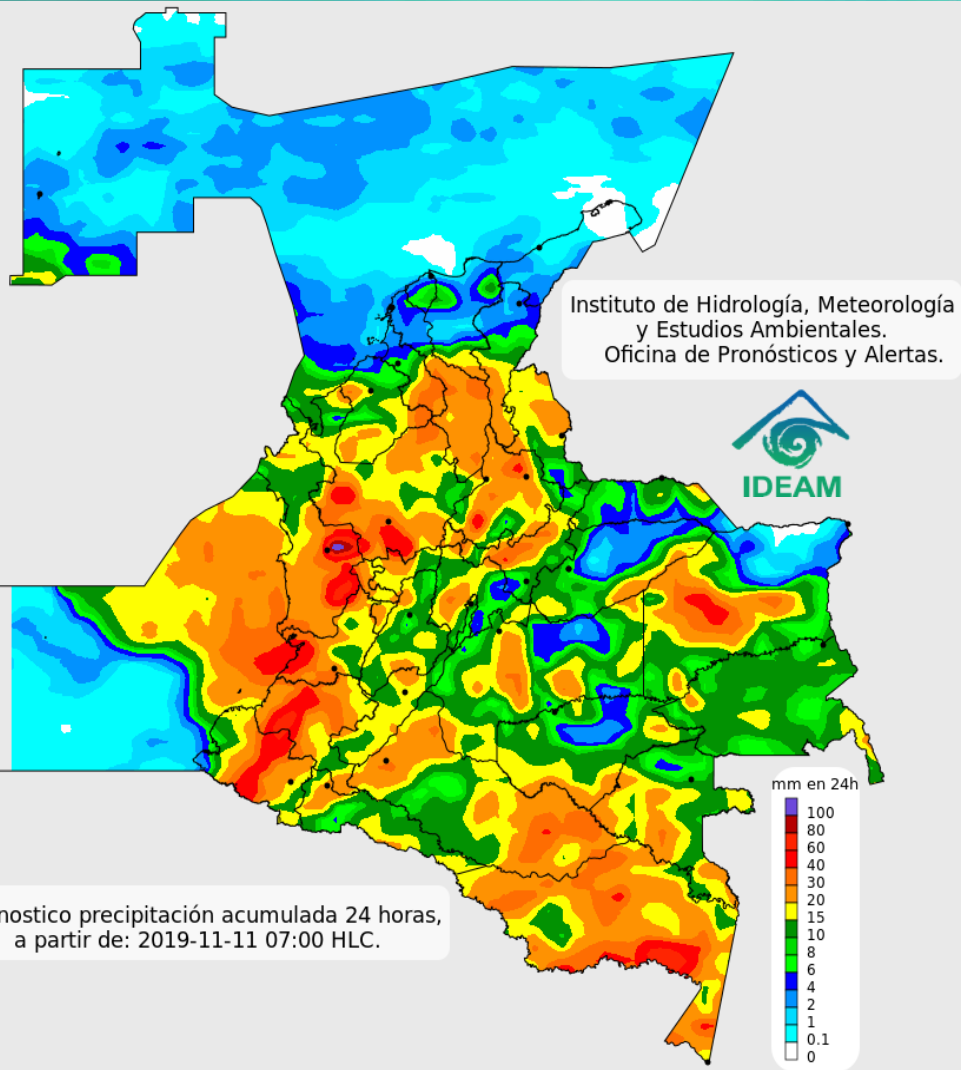 Instituto de Hidrología, Meteorología
y Estudios Ambientales.
Oficina de Pronósticos y Alertas.
IDEAM
mm en 24h
100
80
60
40
30
20
15
10
8
6
4
2
1
0.1
0
nostico precipitación acumulada 24 horas,
a partir de: 2019-11-11 07:00 HLC.